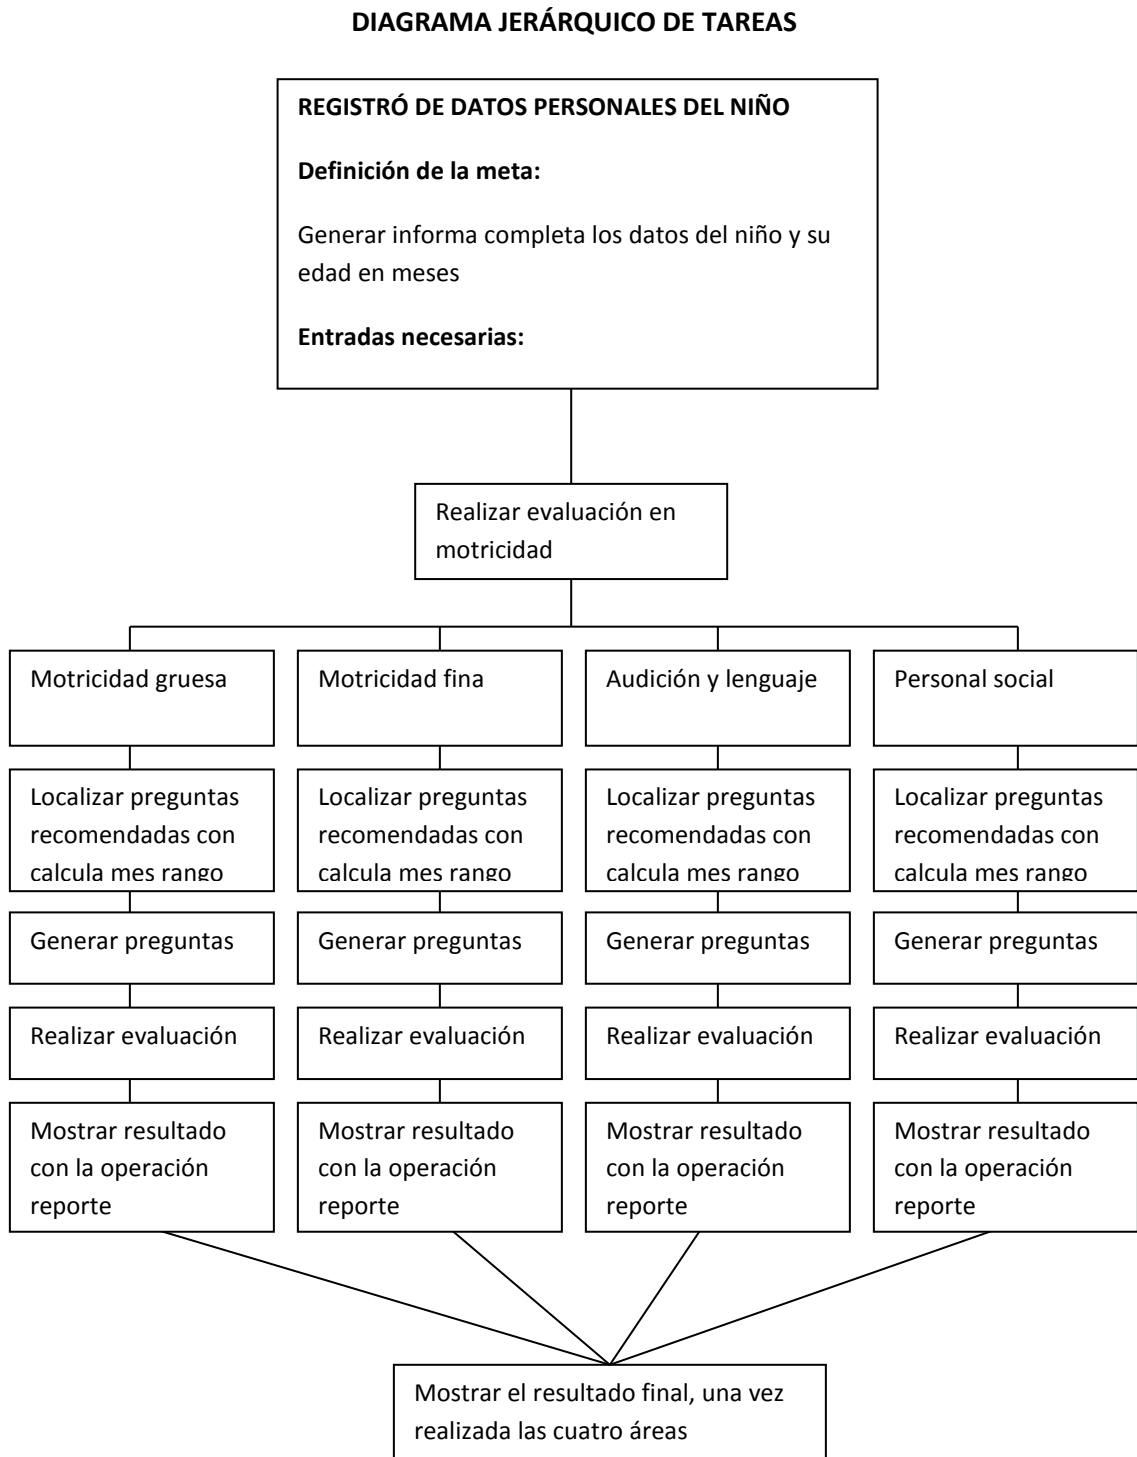 DIAGRAMA JERÁRQUICO DE TAREAS
REGISTRÓ DE DATOS PERSONALES DEL NIÑO
Definición de la meta:
Generar informa completa los datos del niño y su
edad en meses
Entradas necesarias:
Realizar evaluación en
motricidad
Motricidad gruesa
Motricidad fina
Audición y lenguaje
Personal social
Localizar preguntas
recomendadas con
calcula mes rango
Localizar preguntas
recomendadas con
calcula mes rango
Localizar preguntas
recomendadas con
calcula mes rango
Localizar preguntas
recomendadas con
calcula mes rango
Generar preguntas
Generar preguntas
Generar preguntas
Generar preguntas
Realizar evaluación
Realizar evaluación
Realizar evaluación
Realizar evaluación
Mostrar resultado
con la operación
reporte
Mostrar resultado
con la operación
reporte
Mostrar resultado
con la operación
reporte
Mostrar resultado
con la operación
reporte
Mostrar el resultado final, una vez
realizada las cuatro áreas